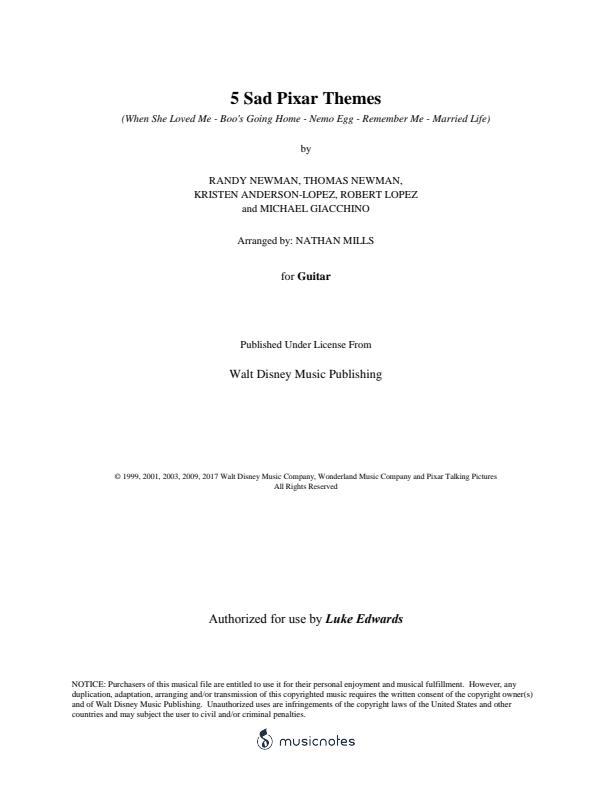 5 Sad Pixar Themes
(When She Loved Me - Boo's Going Home - Nemo Egg - Remember Me - Married Life)
by
RANDY NEWMAN, THOMAS NEWMAN,
KRISTEN ANDERSON-LOPEZ, ROBERT LOPEZ
and MICHAEL GIACCHINO
Arranged by: NATHAN MILLS
for Guitar
Published Under License From
Walt Disney Music Publishing
© 1999, 2001, 2003, 2009, 2017 Walt Disney Music Company, Wonderland Music Company and Pixar Talking Pictures
All Rights Reserved
Authorized for use by Luke Edwards
NOTICE: Purchasers of this musical file are entitled to use it for their personal enjoyment and musical fulfillment. However, any
duplication, adaptation, arranging and/or transmission of this copyrighted music requires the written consent of the copyright owner(s)
and of Walt Disney Music Publishing. Unauthorized uses are infringements of the copyright laws of the United States and other
countries and may subject the user to civil and/or criminal penalties.
musicnotes